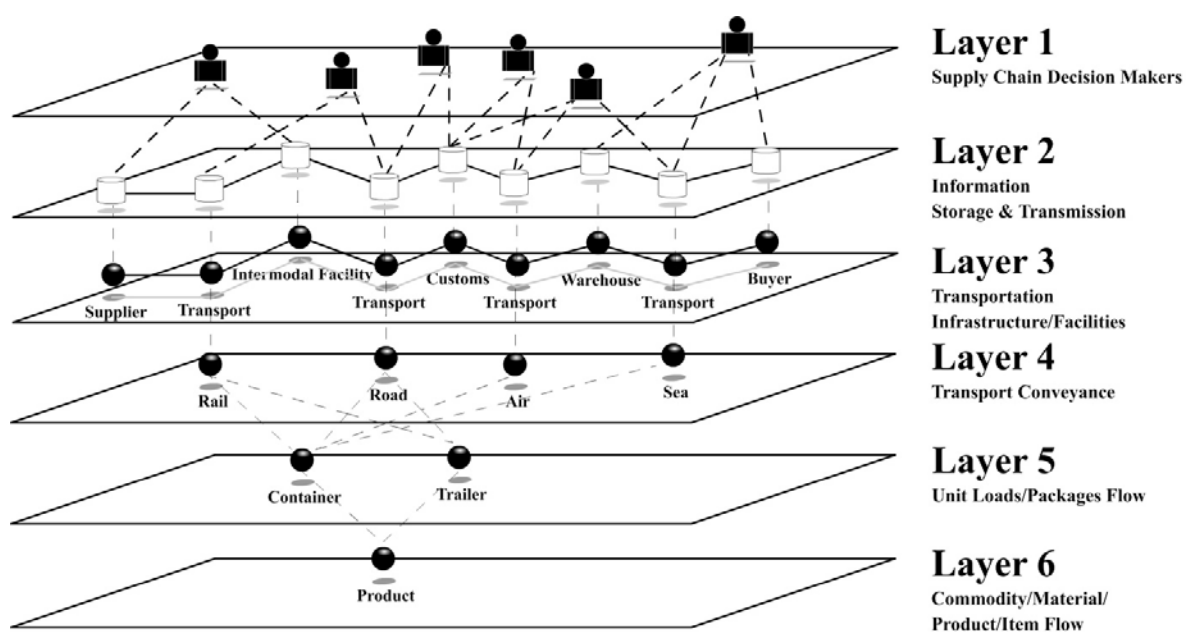 Layer 1
Supply Chain Decision Makers
Layer 2
Information
Storage & Transmission
Layer 3
Transportation
Infrastructure/Facilities
Intermodal Facility
Customs
Warehouse
Buyer
Supplier
Transport
Transport
Transport
Transport
Layer 4
Transport Conveyance
Rail
Road
Air
Sea
Layer 5
Unit Loads/Packages Flow
Container
Trailer
Layer 6
Commodity/Material/
Product/Item Flow
Product